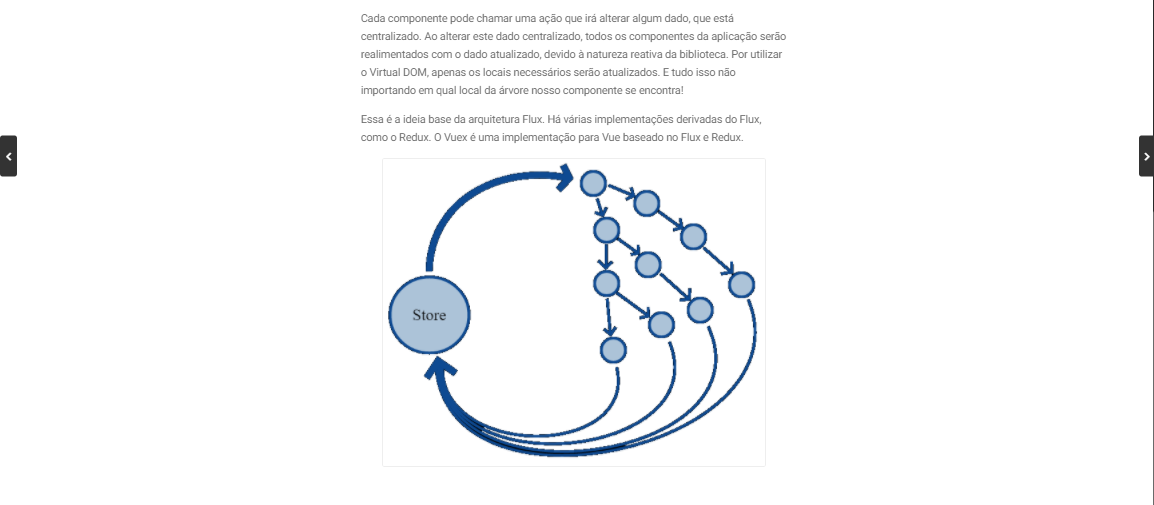 Cada componente pode chamar uma ação que irá alterar algum dado, que está
centralizado. Ao alterar este dado centralizado, todos os componentes da aplicação serão
realimentados com o dado atualizado, devido à natureza reativa da biblioteca. Por utilizar
o Virtual DOM, apenas os locais necessários serão atualizados. E tudo isso não
importando em qual local da árvore nosso componente se encontra!
Essa é a ideia base da arquitetura Flux. Há várias implementações derivadas do Flux,
como o Redux. O Vuex é uma implementação para Vue baseado no Flux e Redux.
Store